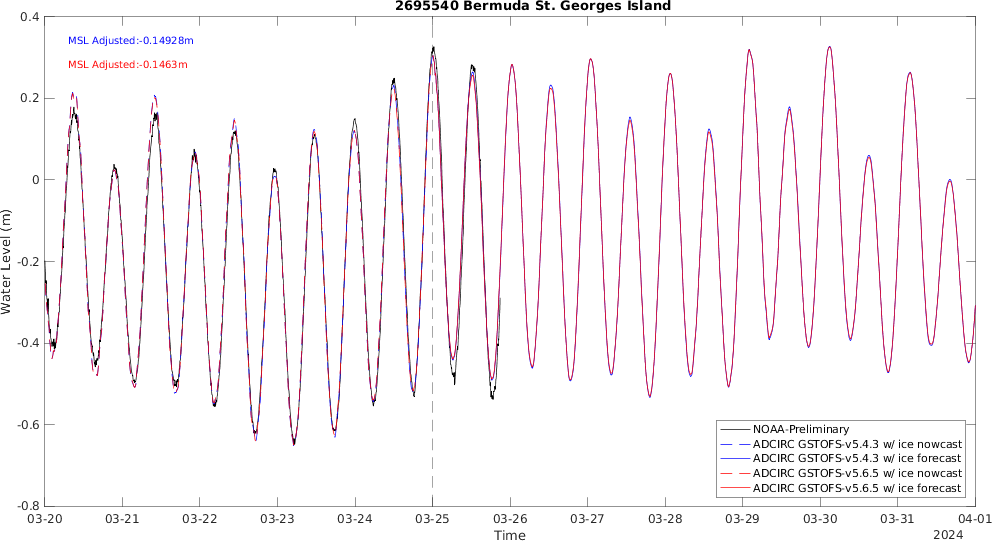 2695540 Bermuda St. Georges Island
MSL Adjusted:-0.14928m
MSL Adjusted:-0.1463m
Water Level (m)
0.4
0.2
0
-0.2
-0.4
-0.6
-0.8
NOAA-Preliminary
ADCIRC GSTOFS-v5.4.3 w/ ice nowcast
ADCIRC GSTOFS-v5.4.3 w/ ice forecast
ADCIRC GSTOFS-v5.6.5 w/ ice nowcast
ADCIRC GSTOFS-v5.6.5 w/ ice forecast
03-20 03-21 03-22 03-23 03-24 03-25 03-26 03-27 03-28 03-29 03-30 03-31 04-01
Time
2024